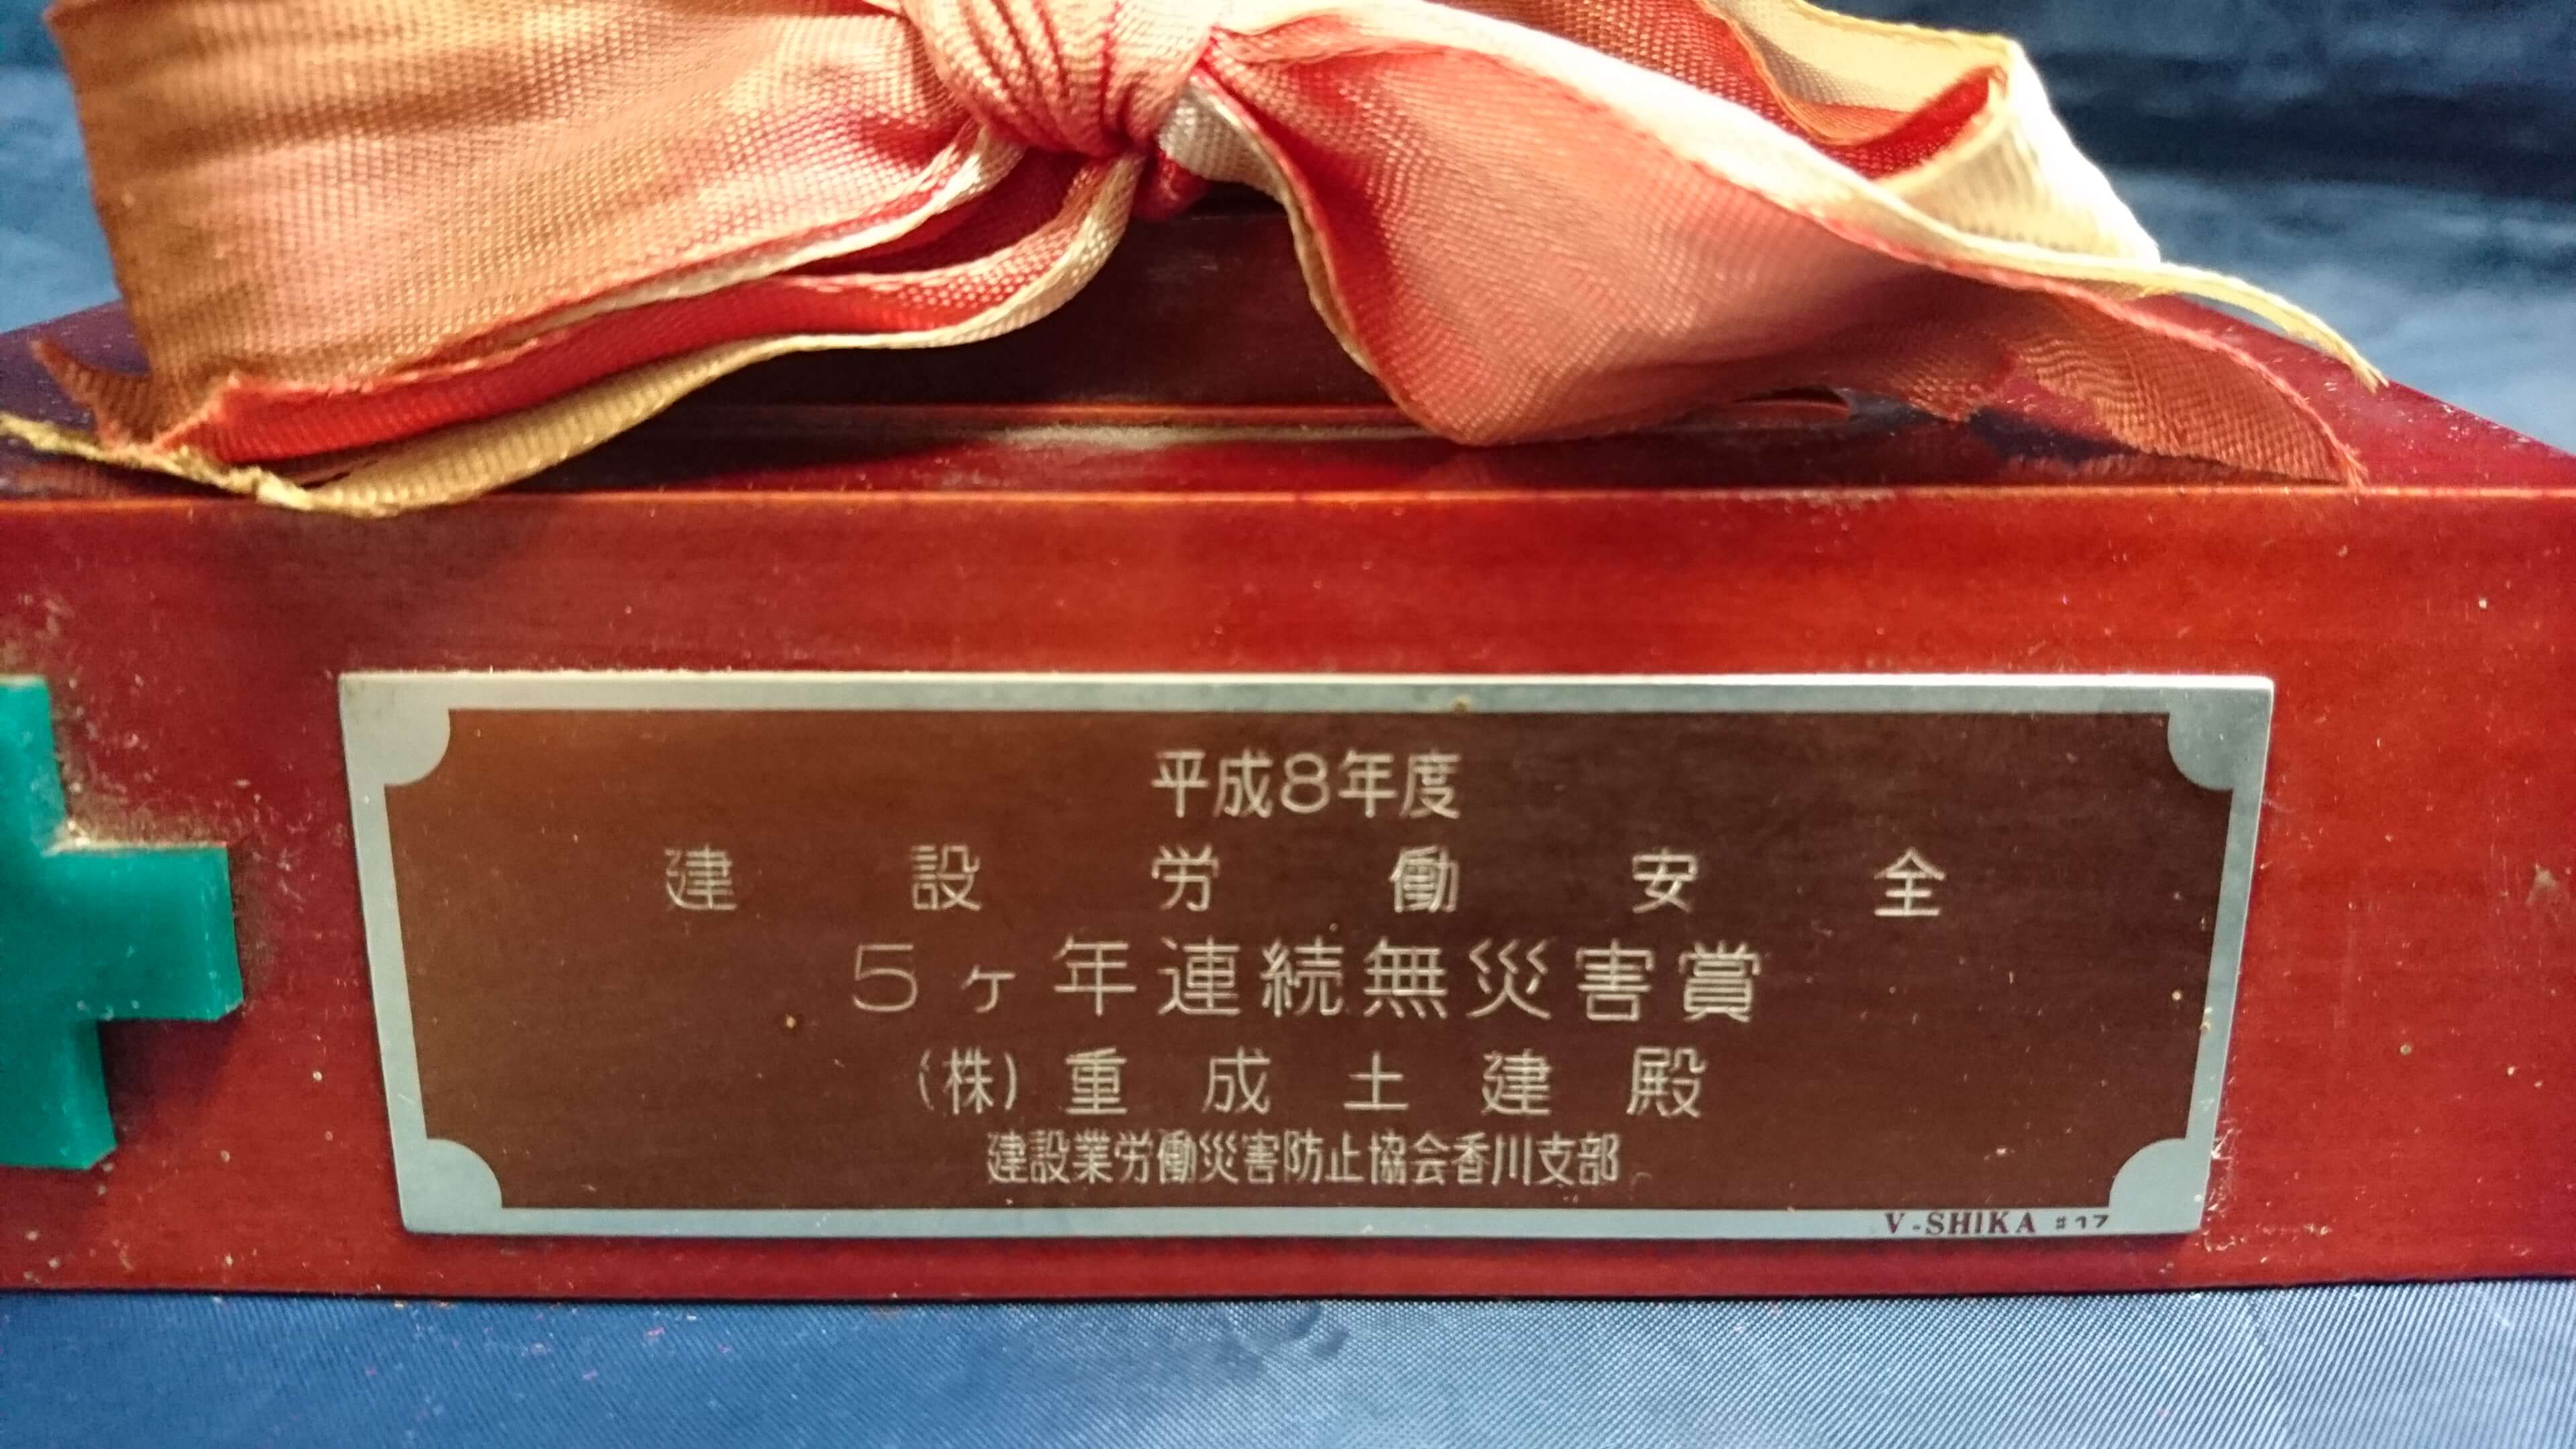 平成8年度
建設労働安全
5ヶ年連続無災害賞
(株)重成土建殿
建設業労働災害防止協会香川支部
V-SHIKA #17